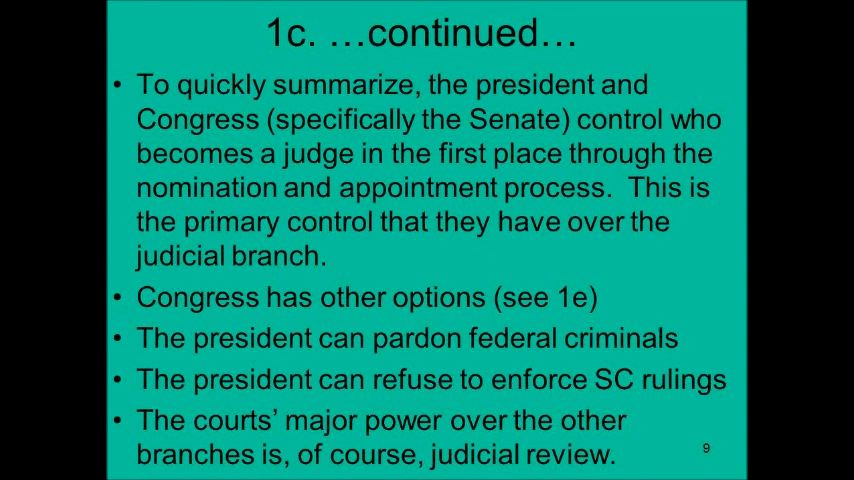 1c. …continued…
• To quickly summarize, the president and
Congress (specifically the Senate) control who
becomes a judge in the first place through the
nomination and appointment process.  This is
the primary control that they have over the
judicial branch.
• Congress has other options (see 1e)
• The president can pardon federal criminals
• The president can refuse to enforce SC rulings
• The courts’ major power over the other
branches is, of course, judicial review.
9